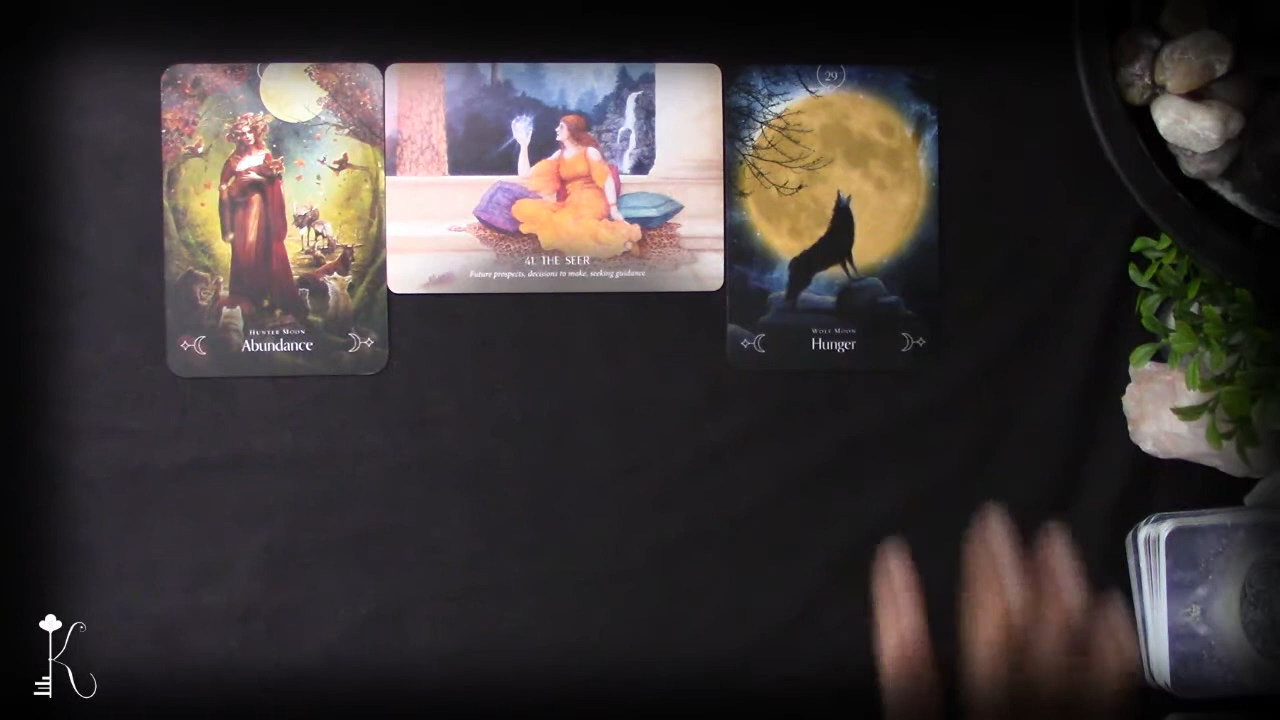 HUNTER MOON
Abundance
41. THE SEER
Future prospects, decisions to make, seeking guidance
29
WOLF MOON
Hunger
K